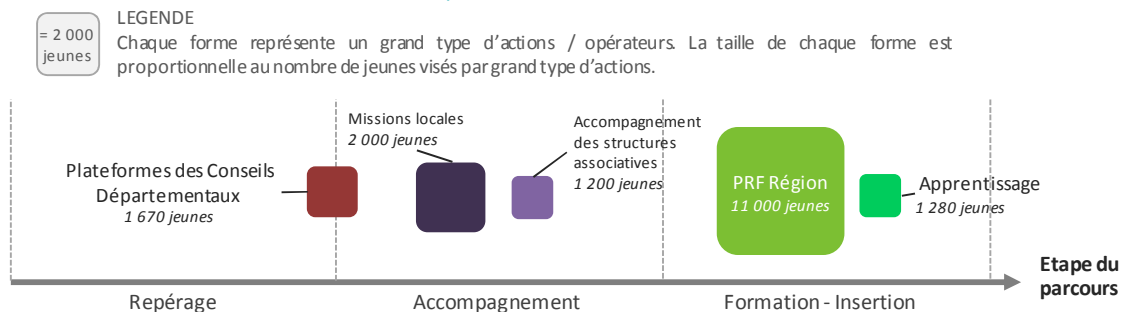 LEGENDE
= 2 000
jeunes
Chaque forme représente un grand type d’actions / opérateurs. La taille de chaque forme est
proportionnelle au nombre de jeunes visés par grand type d’actions.
Plateformes des Conseils
Départementaux
1 670 jeunes
Missions locales
2 000 jeunes
Accompagnement
des structures
associatives
1 200 jeunes
PRF Région
11 000 jeunes
Apprentissage
1 280 jeunes
Etape du
parcours
Repérage
Accompagnement
Formation - Insertion